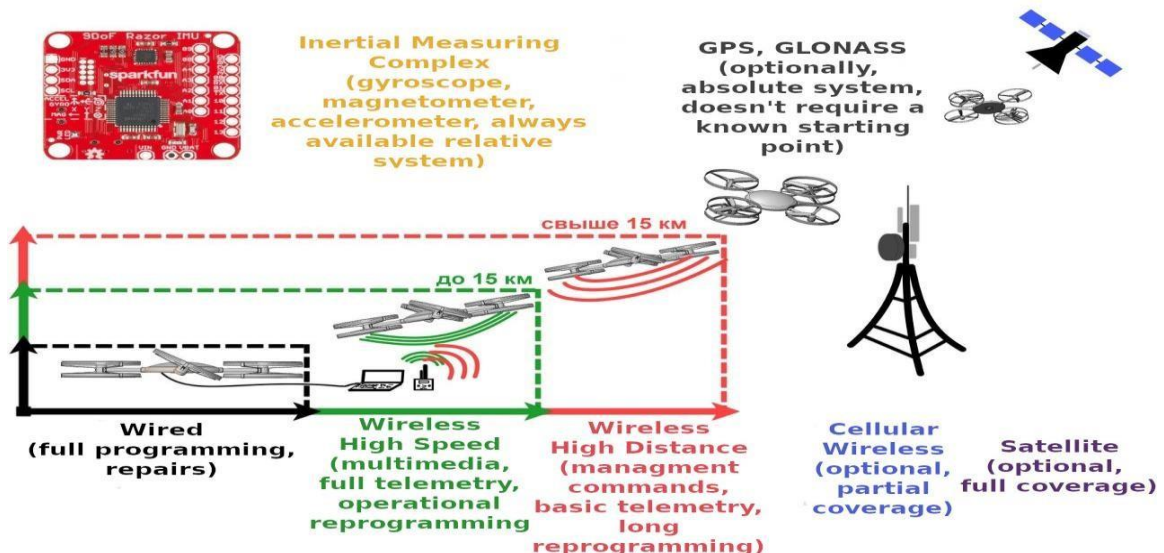 9DoF Razor IMU
sparkfun
Inertial Measuring
Complex
(gyroscope,
magnetometer,
accelerometer, always
available relative
system)
GPS, GLONASS
(optionally,
absolute system,
doesn't require a
known starting
point)
свыше 15 км
до 15 км
Wired
(full programming,
repairs)
Wireless
High Speed
(multimedia,
full telemetry,
operational
reprogramming
Wireless
High Distance
(managment
commands,
basic telemetry,
long
reprogramming)
Cellular
Wireless
(optional,
partial
coverage)
Satellite
(optional,
full coverage)